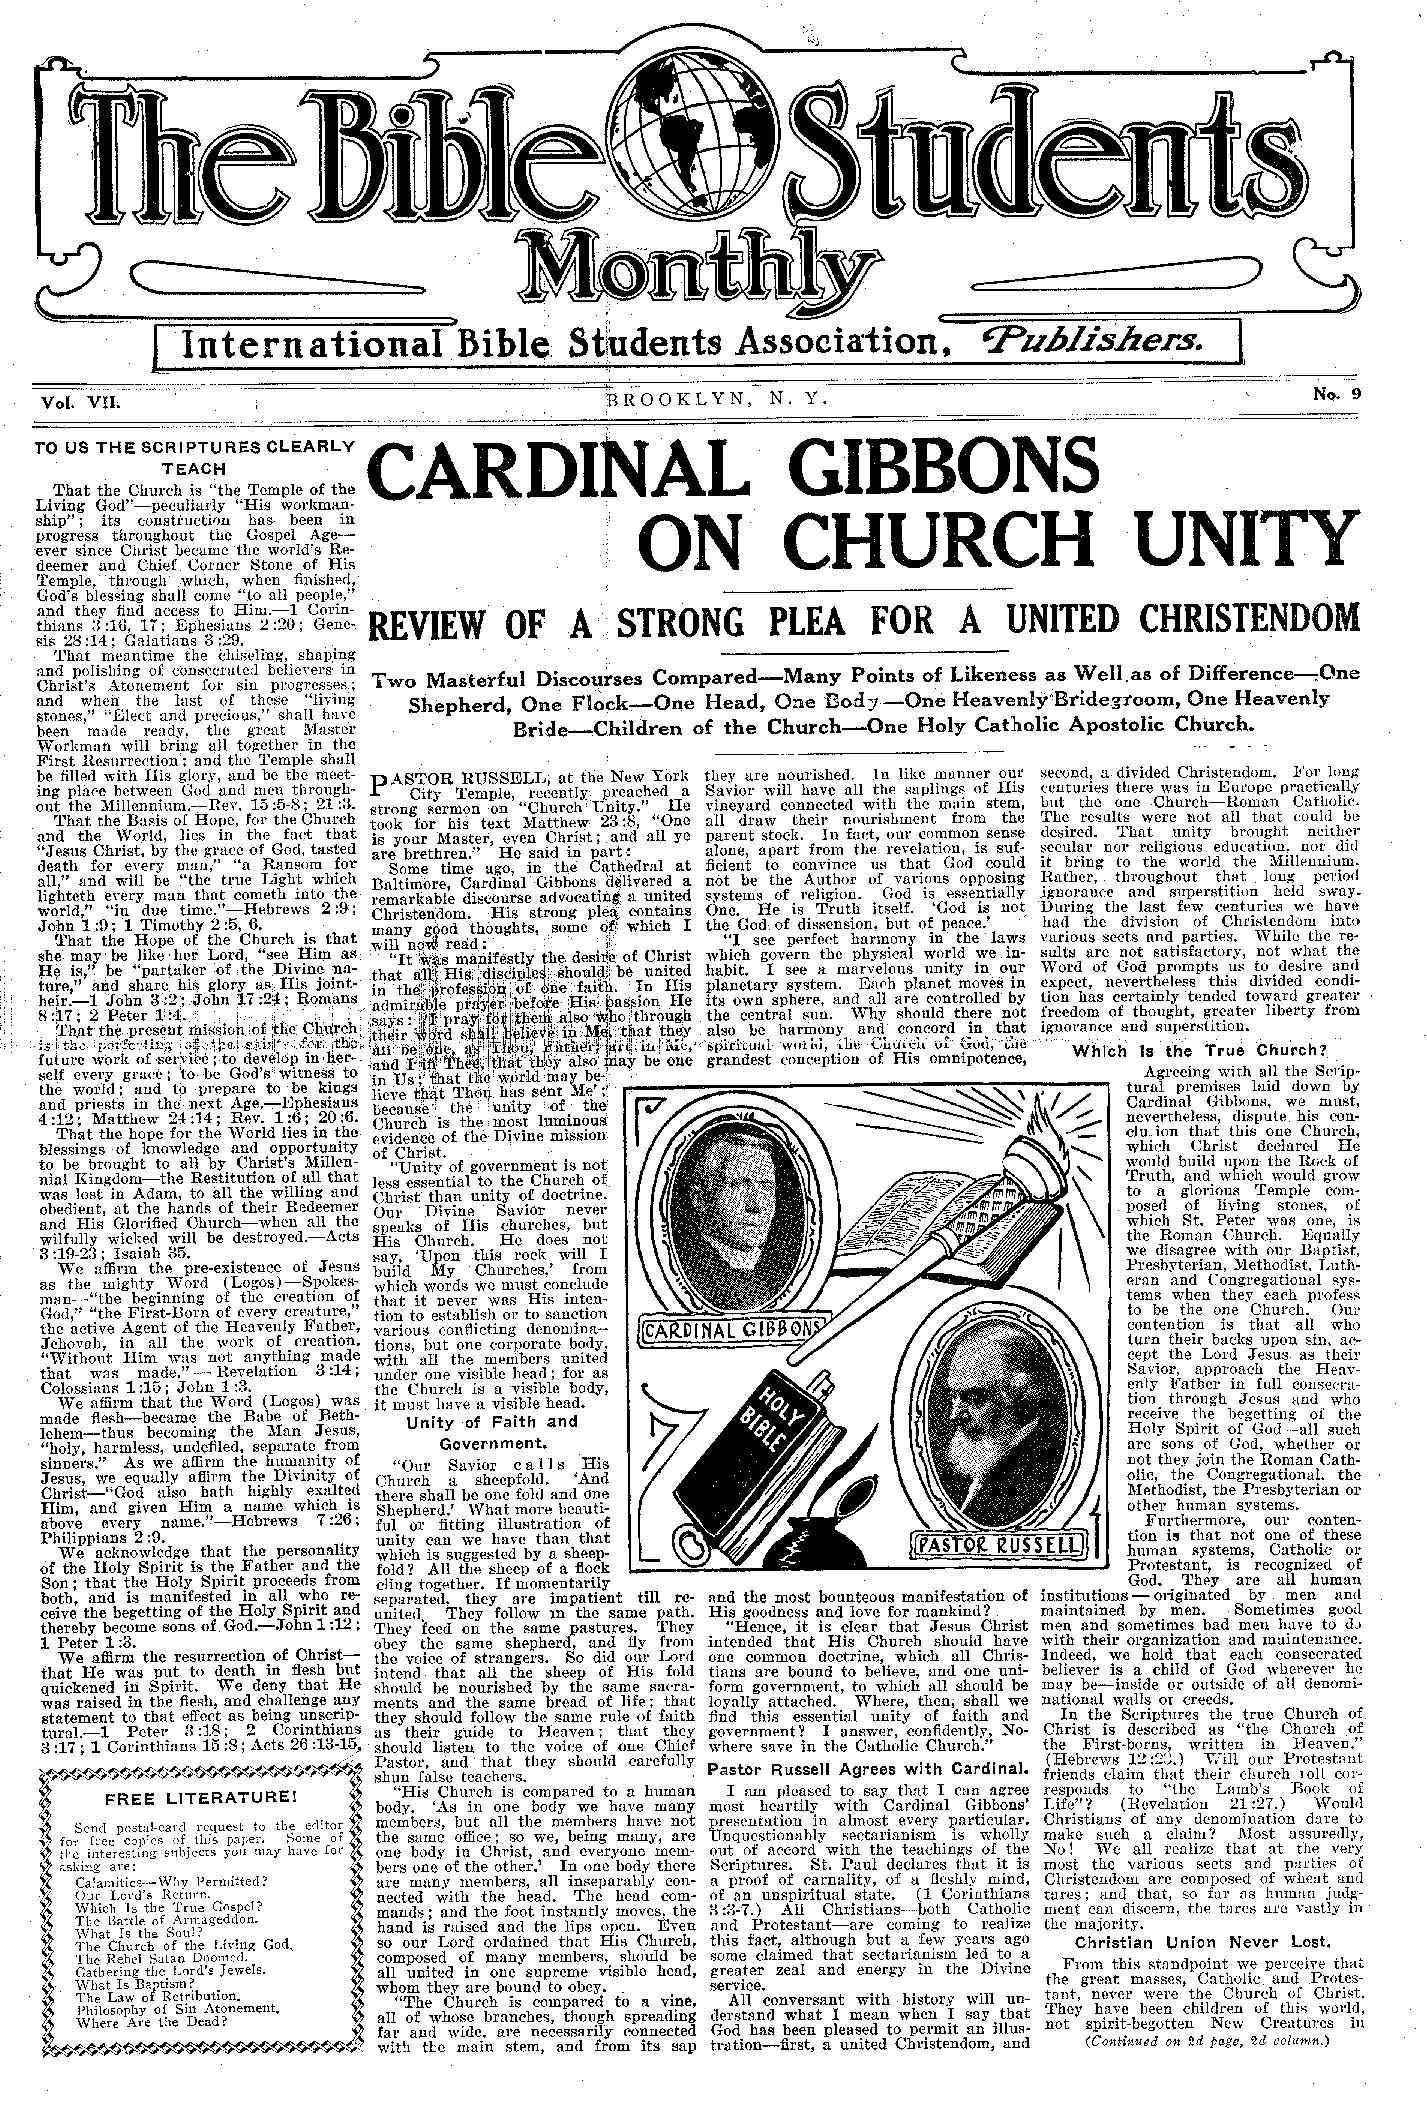 The Bible Students
Monthly
International Bible Students Association, Publishers.
Vol. VII.
BROOKLYN, N. Y.
No. 9
TO US THE SCRIPTURES CLEARLY
TEACH
That the Church is "the Temple of the
Living God"—peculiarly "His workman-
ship"; its construction has been in
progress throughout the Gospel Age—
ever since Christ became the world's Re-
deemer and Chief Corner Stone of His
Temple, through which, when finished,
God's blessing shall come "to all people,"
and they find access to Him.—1 Corin-
thians 3:16, 17; Ephesians 2:20; Gene-
sis 28:14; Galatians 3:29.
That meantime the chiseling, shaping
and polishing of consecrated believers in
Christ's Atonement for sin progresses;
and when the last of these "living
stones," "Elect and precious," shall have
been made ready, the great Master
Workman will bring all together in the
First Resurrection; and the Temple shall
be filled with His glory, and be the meet-
ing place between God and men through-
out the Millennium.—Rev. 15:5-8; 21:3.
That the Basis of Hope, for the Church
and the World, lies in the fact that
"Jesus Christ, by the grace of God, tasted
death for every man," "a Ransom for
all," and will be "the true Light which
lighteth every man that cometh into the
world," "in due time."—Hebrews 2:9;
John 1:9; 1 Timothy 2:5, 6.
That the Hope of the Church is that
she may be like her Lord, "see Him as
He is," be "partaker of the Divine na-
ture," and share his glory as His joint-
heir.—1 John 3:2; John 17:24; Romans
8:17; 2 Peter 1:4.
That the present mission of the Church
is the perfecting of the saints for the
future work of service; to develop in her-
self every grace; to be God's witness to
the world; and to prepare to be kings
and priests in the next Age.—Ephesians
4:12; Matthew 24:14; Rev. 1:6; 20:6.
That the hope for the World lies in the
blessings of knowledge and opportunity
to be brought to all by Christ's Millen-
nial Kingdom—the Restitution of all that
was lost in Adam, to all the willing and
obedient, at the hands of their Redeemer
and His Glorified Church—when all the
wilfully wicked will be destroyed.—Acts
3:19-23; Isaiah 35.
We affirm the pre-existence of Jesus
as the mighty Word (Logos)—Spokes-
man—"the beginning of the creation of
God," "the First-Born of every creature,"
the active Agent of the Heavenly Father,
Jehovah, in all the work of creation.
"Without Him was not anything made
that was made."—Revelation 3:14;
Colossians 1:15; John 1:3.
We affirm that the Word (Logos) was
made flesh—became the Babe of Beth-
lehem—thus becoming the Man Jesus,
"holy, harmless, undefiled, separate from
sinners." As we affirm the humanity of
Jesus, we equally affirm the Divinity of
Christ—"God also hath highly exalted
Him, and given Him a name which is
above every name."—Hebrews 7:26;
Philippians 2:9.
We acknowledge that the personality
of the Holy Spirit is the Father and the
Son; that the Holy Spirit proceeds from
both, and is manifested in all who re-
ceive the begetting of the Holy Spirit and
thereby become sons of God.—John 1:12;
1 Peter 1:3.
We affirm the resurrection of Christ—
that He was put to death in flesh but
quickened in Spirit. We deny that He
was raised in the flesh, and challenge any
statement to that effect as being unscrip-
tural.—1 Peter 3:18; 2 Corinthians
3:17; 1 Corinthians 15:8; Acts 26:13-15.
FREE LITERATURE!
Send postal-card request to the editor
for free copies of this paper. Some of
the interesting subjects you may have for
asking are:
Calamities—Why Permitted?
Our Lord's Return.
Which Is the True Gospel?
The Battle of Armageddon.
What Is the Soul?
The Church of the Living God.
The Rebel Satan Doomed.
Gathering the Lord's Jewels.
What Is Baptism?
The Law of Retribution.
Philosophy of Sin Atonement.
Where Are the Dead?
CARDINAL GIBBONS
ON CHURCH UNITY
REVIEW OF A STRONG PLEA FOR A UNITED CHRISTENDOM
Two Masterful Discourses Compared—Many Points of Likeness as Well as of Difference—One
Shepherd, One Flock—One Head, One Body—One Heavenly Bridegroom, One Heavenly
Bride—Children of the Church—One Holy Catholic Apostolic Church.
PASTOR RUSSELL, at the New York
City Temple, recently preached a
strong sermon on "Church Unity." He
took for his text Matthew 23:8, "One
is your Master, even Christ; and all ye
are brethren." He said in part:
Some time ago, in the Cathedral at
Baltimore, Cardinal Gibbons delivered a
remarkable discourse advocating a united
Christendom. His strong plea contains
many good thoughts, some of which I
will now read:
"It was manifestly the desire of Christ
that all His disciples should be united
in the profession of one faith. In His
admirable prayer before His passion He
says: 'I pray for them also who through
their word shall believe in Me, that they
all be one, as Thou, Father, art in Me,
and I in Thee, that they also may be one
in Us; that the world may be-
lieve that Thou has sent Me';
because the unity of the
Church is the most luminous
evidence of the Divine mission
of Christ.
"Unity of government is not
less essential to the Church of
Christ than unity of doctrine.
Our Divine Savior never
speaks of His churches, but
His Church. He does not
say, 'Upon this rock will I
build My Churches,' from
which words we must conclude
that it never was His inten-
tion to establish or to sanction
various conflicting denomina-
tions, but one corporate body,
with all the members united
under one visible head; for as
the Church is a visible body,
it must have a visible head.
Unity of Faith and
Government.
"Our Savior calls His
Church a sheepfold. 'And
there shall be one fold and one
Shepherd.' What more beauti-
ful or fitting illustration of
unity can we have than that
which is suggested by a sheep-
fold? All the sheep of a flock
cling together. If momentarily
separated, they are impatient till re-
united. They follow in the same path.
They feed on the same pastures. They
obey the same shepherd, and fly from
the voice of strangers. So did our Lord
intend that all the sheep of His fold
should be nourished by the same sacra-
ments and the same bread of life; that
they should follow the same rule of faith
as their guide to Heaven; that they
should listen to the voice of one Chief
Pastor, and that they should carefully
shun false teachers.
"His Church is compared to a human
body. 'As in one body we have many
members, but all the members have not
the same office; so we, being many, are
one body in Christ, and everyone mem-
bers one of the other.' In one body there
are many members, all inseparably con-
nected with the head. The head com-
mands; and the foot instantly moves, the
hand is raised and the lips open. Even
so our Lord ordained that His Church,
composed of many members, should be
all united in one supreme visible head,
whom they are bound to obey.
"The Church is compared to a vine,
all of whose branches, though spreading
far and wide, are necessarily connected
with the main stem, and from its sap
they are nourished. In like manner our
Savior will have all the saplings of His
vineyard connected with the main stem,
all draw their nourishment from the
parent stock. In fact, our common sense
alone, apart from the revelation, is suf-
ficient to convince us that God could
not be the Author of various opposing
systems of religion. God is essentially
One. He is Truth itself. 'God is not
the God of dissension, but of peace.'
"I see perfect harmony in the laws
which govern the physical world we in-
habit. I see a marvelous unity in our
planetary system. Each planet moves in
its own sphere, and all are controlled by
the central sun. Why should there not
also be harmony and concord in that
spiritual world, the Church of God, the
grandest conception of His omnipotence,
CARDINAL GIBBONS
HOLY
BIBLE
PASTOR RUSSELL
and the most bounteous manifestation of
His goodness and love for mankind?
"Hence, it is clear that Jesus Christ
intended that His Church should have
one common doctrine, which all Chris-
tians are bound to believe, and one uni-
form government, to which all should be
loyally attached. Where, then, shall we
find this essential unity of faith and
government? I answer, confidently, No-
where save in the Catholic Church."
Pastor Russell Agrees with Cardinal.
I am pleased to say that I can agree
most heartily with Cardinal Gibbons'
presentation in almost every particular.
Unquestionably sectarianism is wholly
out of accord with the teachings of the
Scriptures. St. Paul declares that it is
a proof of carnality, of a fleshly mind,
of an unspiritual state. (1 Corinthians
3:3-7.) All Christians—both Catholic
and Protestant—are coming to realize
this fact, although but a few years ago
some claimed that sectarianism led to a
greater zeal and energy in the Divine
service.
All conversant with history will un-
derstand what I mean when I say that
God has been pleased to permit an illus-
tration—first, a united Christendom, and
second, a divided Christendom. For long
centuries there was in Europe practically
but the one Church—Roman Catholic.
The results were not all that could be
desired. That unity brought neither
secular nor religious education, nor did
it bring to the world the Millennium.
Rather, throughout that long period
ignorance and superstition held sway.
During the last few centuries we have
had the division of Christendom into
various sects and parties. While the re-
sults are not satisfactory, not what the
Word of God prompts us to desire and
expect, nevertheless this divided condi-
tion has certainly tended toward greater
freedom of thought, greater liberty from
ignorance and superstition.
Which Is the True Church?
Agreeing with all the Scrip-
tural premises laid down by
Cardinal Gibbons, we must,
nevertheless, dispute his con-
clusion that this one Church,
which Christ declared He
would build upon the Rock of
Truth, and which would grow
to a glorious Temple com-
posed of living stones, of
which St. Peter was one, is
the Roman Church. Equally
we disagree with our Baptist,
Presbyterian, Methodist, Luth-
eran and Congregational sys-
tems when they each profess
to be the one Church. Our
contention is that all who
turn their backs upon sin, ac-
cept the Lord Jesus as their
Savior, approach the Heav-
enly Father in full consecra-
tion through Jesus and who
receive the begetting of the
Holy Spirit of God—all such
are sons of God, whether or
not they join the Roman Cath-
olic, the Congregational, the
Methodist, the Presbyterian or
other human systems.
Furthermore, our conten-
tion is that not one of these
human systems, Catholic or
Protestant, is recognized of
God. They are all human
institutions—originated by men and
maintained by men. Sometimes good
men and sometimes bad men have to do
with their organization and maintenance.
Indeed, we hold that each consecrated
believer is a child of God wherever he
may be—inside or outside of all denomi-
national walls or creeds.
In the Scriptures the true Church of
Christ is described as "the Church of
the First-borns, written in Heaven."
(Hebrews 12:23.) Will our Protestant
friends claim that their church roll cor-
responds to "the Lamb's Book of
Life"? (Revelation 21:27.) Would
Christians of any denomination dare to
make such a claim? Most assuredly,
No! We all realize that at the very
most the various sects and parties of
Christendom are composed of wheat and
tares; and that, so far as human judg-
ment can discern, the tares are vastly in
the majority.
Christian Union Never Lost.
From this standpoint we perceive that
the great masses, Catholic and Protes-
tant, never were the Church of Christ.
They have been children of this world,
not spirit-begotten New Creatures in
(Continued on 2d page, 2d column.)